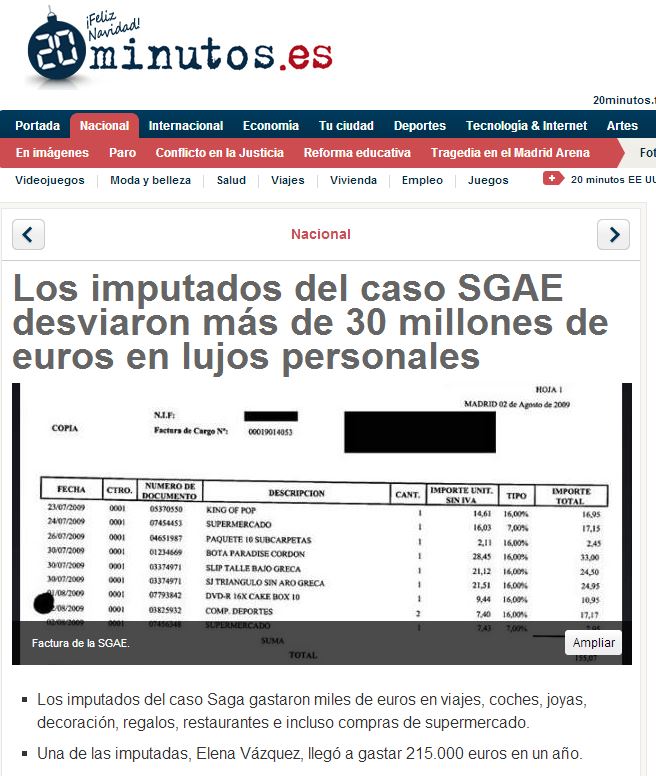 ¡Feliz
Navidad!
20minutos.es
20minutos.
Portada Nacional Internacional Economía Tu ciudad Deportes Tecnología & Internet Artes
En imágenes Paro Conflicto en la Justicia Reforma educativa Tragedia en el Madrid Arena Fot
Videojuegos Moda y belleza Salud Viajes Vivienda Empleo Juegos 20 minutos EE UU
Nacional
Los imputados del caso SGAE
desviaron más de 30 millones de
euros en lujos personales
HOJA 1
MADRID 02 de Agosto de 2009
N.I.F:
COPIA
Factura de Cargo Nº: 00019014053
FECHA CTRO. NUMERO DE DOCUMENTO DESCRIPCION CANT. IMPORTE UNIT. SIN IVA TIPO IMPORTE TOTAL
23/07/2009 0001 05370550 KING OF POP 1 14,61 16,00% 16,95
24/07/2009 0001 07454453 SUPERMERCADO 1 16,03 7,00% 17,15
26/07/2009 0001 04651987 PAQUETE 10 SUBCARPETAS 1 2,11 16,00% 2,45
30/07/2009 0001 01234669 BOTA PARADISE CORDON 1 28,45 16,00% 33,00
30/07/2009 0001 03374971 SLIP TALLE BAJO GRECA 1 21,12 16,00% 24,50
30/07/2009 0001 03374971 SJ TRIANGULO SIN ARO GRECA 1 21,51 16,00% 24,95
01/08/2009 0001 07793842 DVD-R 16X CAKE BOX 10 1 9,44 16,00% 10,95
/08/2009 0001 03825932 COMP. DEPORTES 2 7,40 16,00% 17,17
02/08/2009 0001 07456348 SUPERMERCADO 1 7,43 7,00% 7,95
SUMA
TOTAL 155,07
Factura de la SGAE.
Ampliar
Los imputados del caso Saga gastaron miles de euros en viajes, coches, joyas,
decoración, regalos, restaurantes e incluso compras de supermercado.
Una de las imputadas, Elena Vázquez, llegó a gastar 215.000 euros en un año.